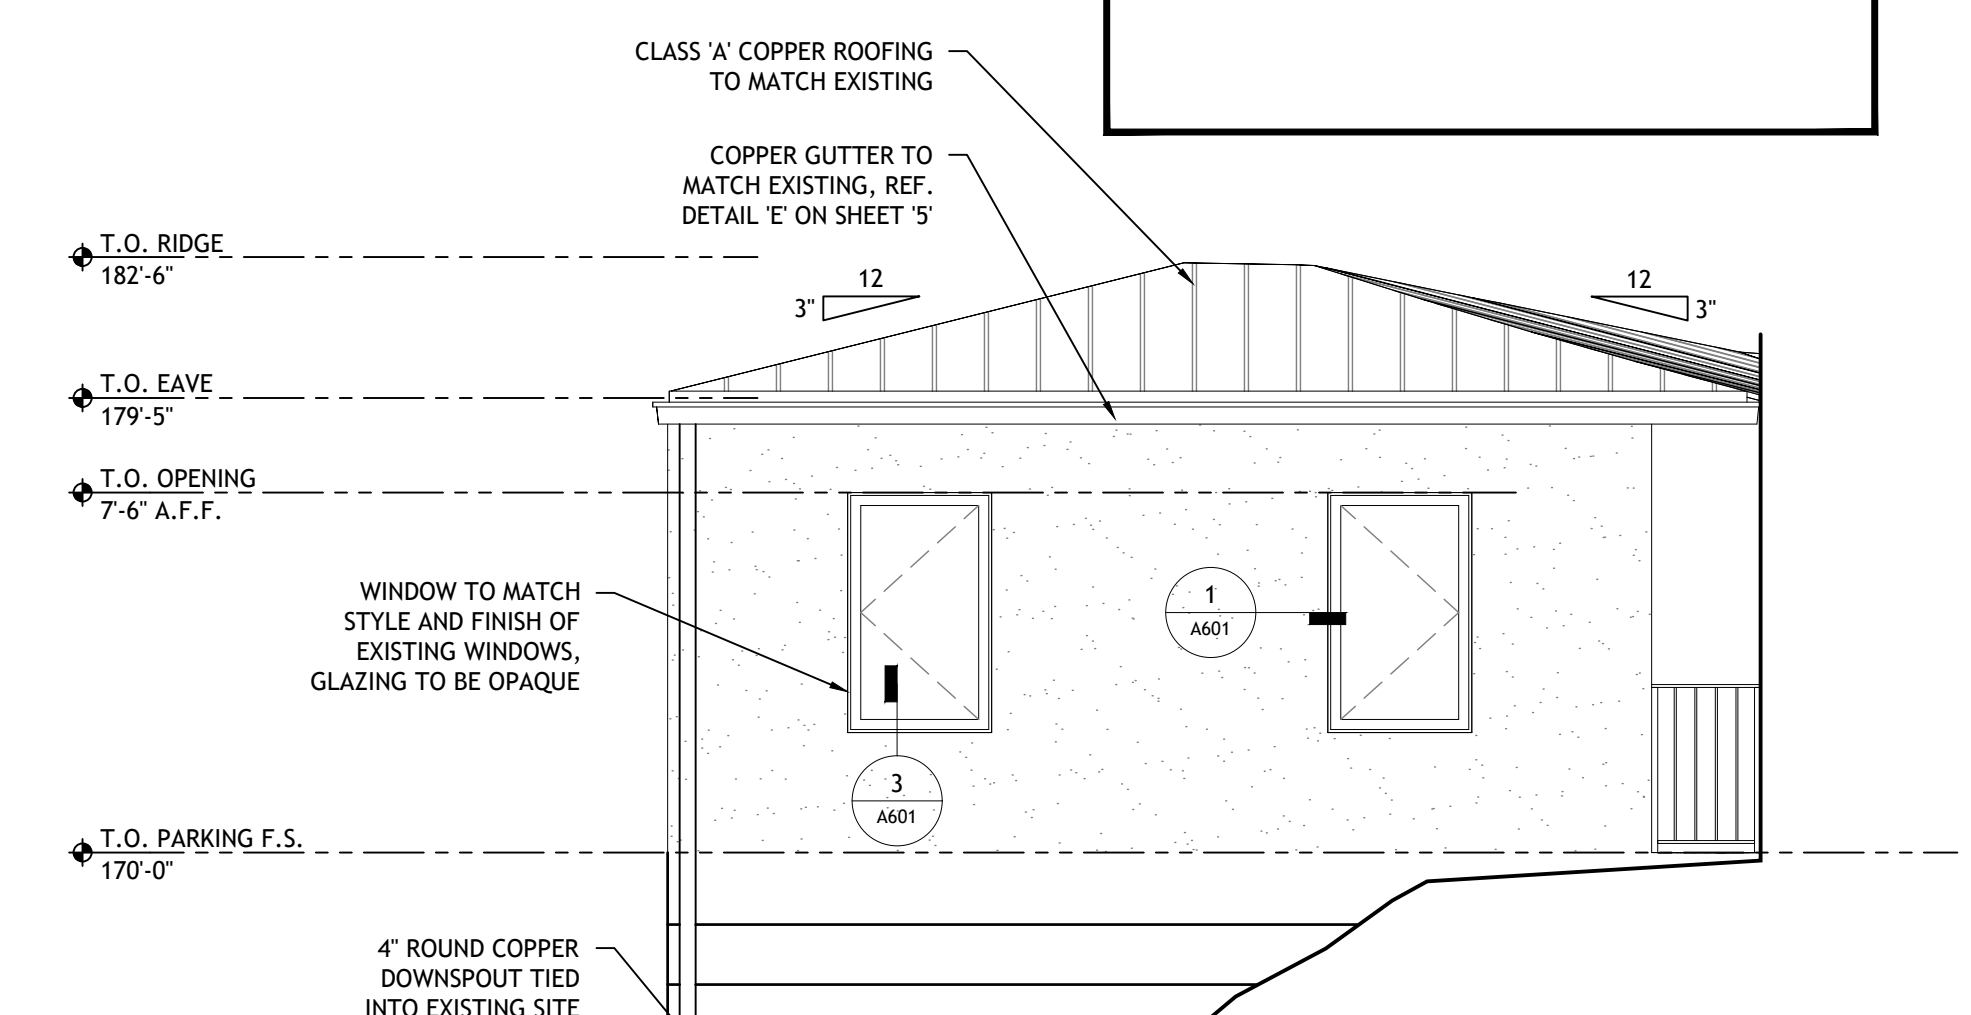 CLASS 'A' COPPER ROOFING
TO MATCH EXISTING
COPPER GUTTER TO
MATCH EXISTING, REF.
DETAIL 'E' ON SHEET '5'
T.O. RIDGE
182'-6"
12
3"
12
3"
T.O. EAVE
179'-5"
T.O. OPENING
7'-6" A.F.F.
WINDOW TO MATCH
STYLE AND FINISH OF
EXISTING WINDOWS,
GLAZING TO BE OPAQUE
1
A601
3
A601
T.O. PARKING F.S.
170'-0"
4" ROUND COPPER
DOWNSPOUT TIED
INTO EXISTING SITE